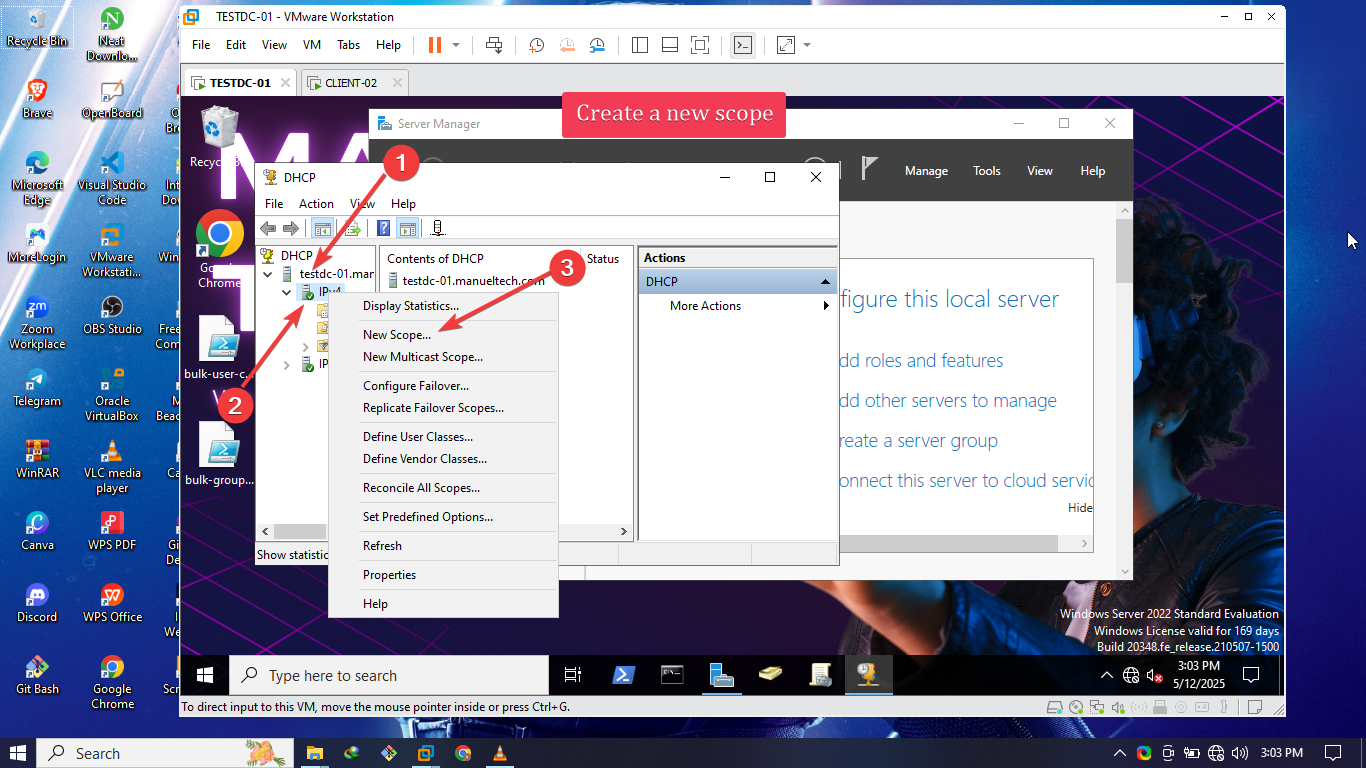 TESTDC-01 - VMware Workstation
File Edit View VM Tabs Help
TESTDC-01
CLIENT-02
Create a new scope
Server Manager
Manage Tools View Help
figure this local server
dd roles and features
dd other servers to manage
reate a server group
onnect this server to cloud servic
Hide
DHCP
File Action View Help
DHCP
testdc-01.mar
IPv4
IP
Contents of DHCP
Status
testdc-01.manueltech.com
Actions
DHCP
More Actions
1
2
3
Display Statistics...
New Scope...
New Multicast Scope...
Configure Failover...
Replicate Failover Scopes...
Define User Classes...
Define Vendor Classes...
Reconcile All Scopes...
Set Predefined Options...
Refresh
Properties
Help
Show statistic
Recycle
Chrome
bulk-user-c...
bulk-group...
Windows Server 2022 Standard Evaluation
Windows License valid for 169 days
Build 20348.fe_release.210507-1500
Type here to search
3:03 PM
5/12/2025
To direct input to this VM, move the mouse pointer inside or press Ctrl+G.
Recycle Bin
Neat
Downlo...
Brave
OpenBoard
Microsoft
Edge
Visual Studio
Code
MoreLogin
VMware
Workstati...
Zoom
Workplace
OBS Studio
Telegram
Oracle
VirtualBox
WinRAR
VLC media
player
Canva
WPS PDF
Discord
WPS Office
Git Bash
Google
Chrome
Search
3:03 PM